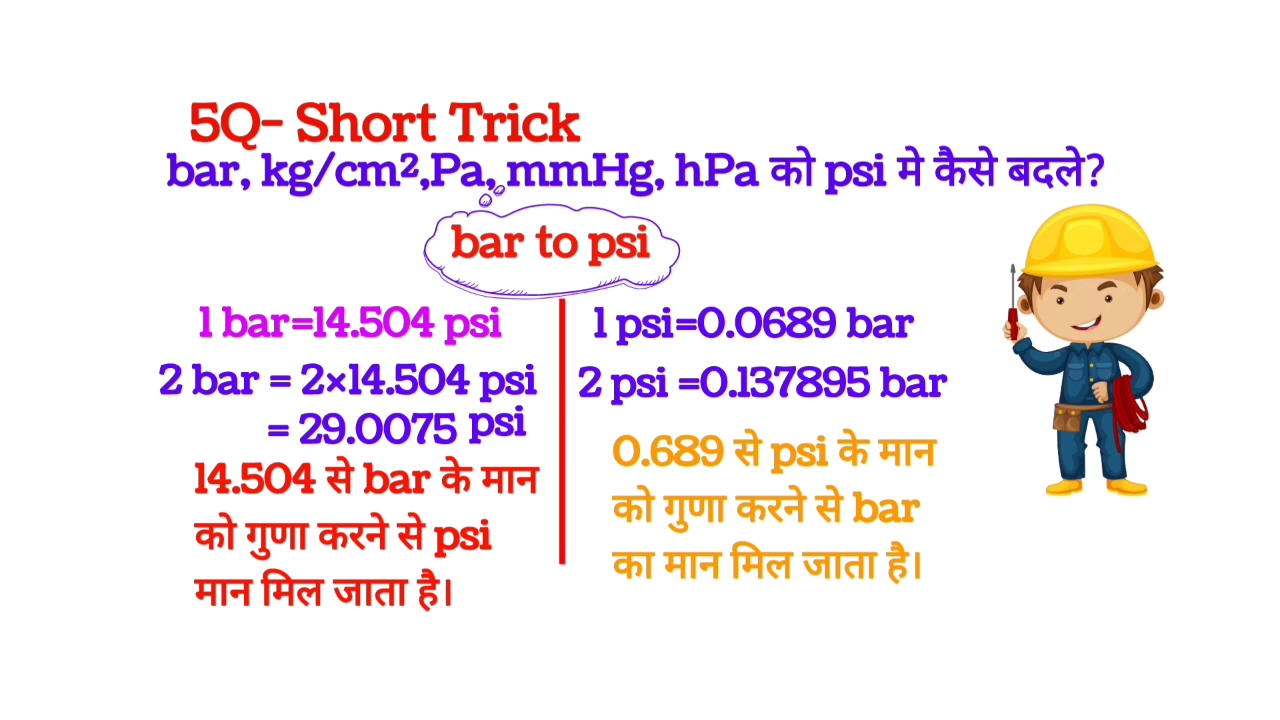 5Q- Short Trick
bar, kg/cm²,Pa, mmHg, hPa को psi मे कैसे बदले?
bar to psi
1 bar=14.504 psi
2 bar = 2×14.504 psi
= 29.0075 psi
14.504 से bar के मान
को गुणा करने से psi
मान मिल जाता है।
1 psi=0.0689 bar
2 psi =0.137895 bar
0.689 से psi के मान
को गुणा करने से bar
का मान मिल जाता है।